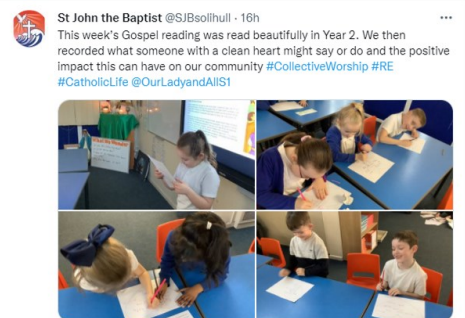 St John the Baptist @SJBsolihull · 16h
This week's Gospel reading was read beautifully in Year 2. We then
recorded what someone with a clean heart might say or do and the positive
impact this can have on our community #CollectiveWorship #RE
#CatholicLife @OurLadyandAllS1